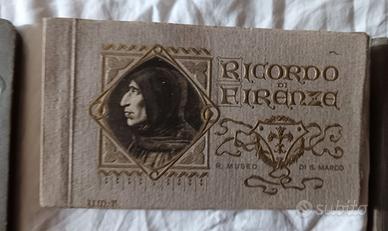 RICORDO
DI
FIRENZE
R. MUSEO DI S. MARCO
subito